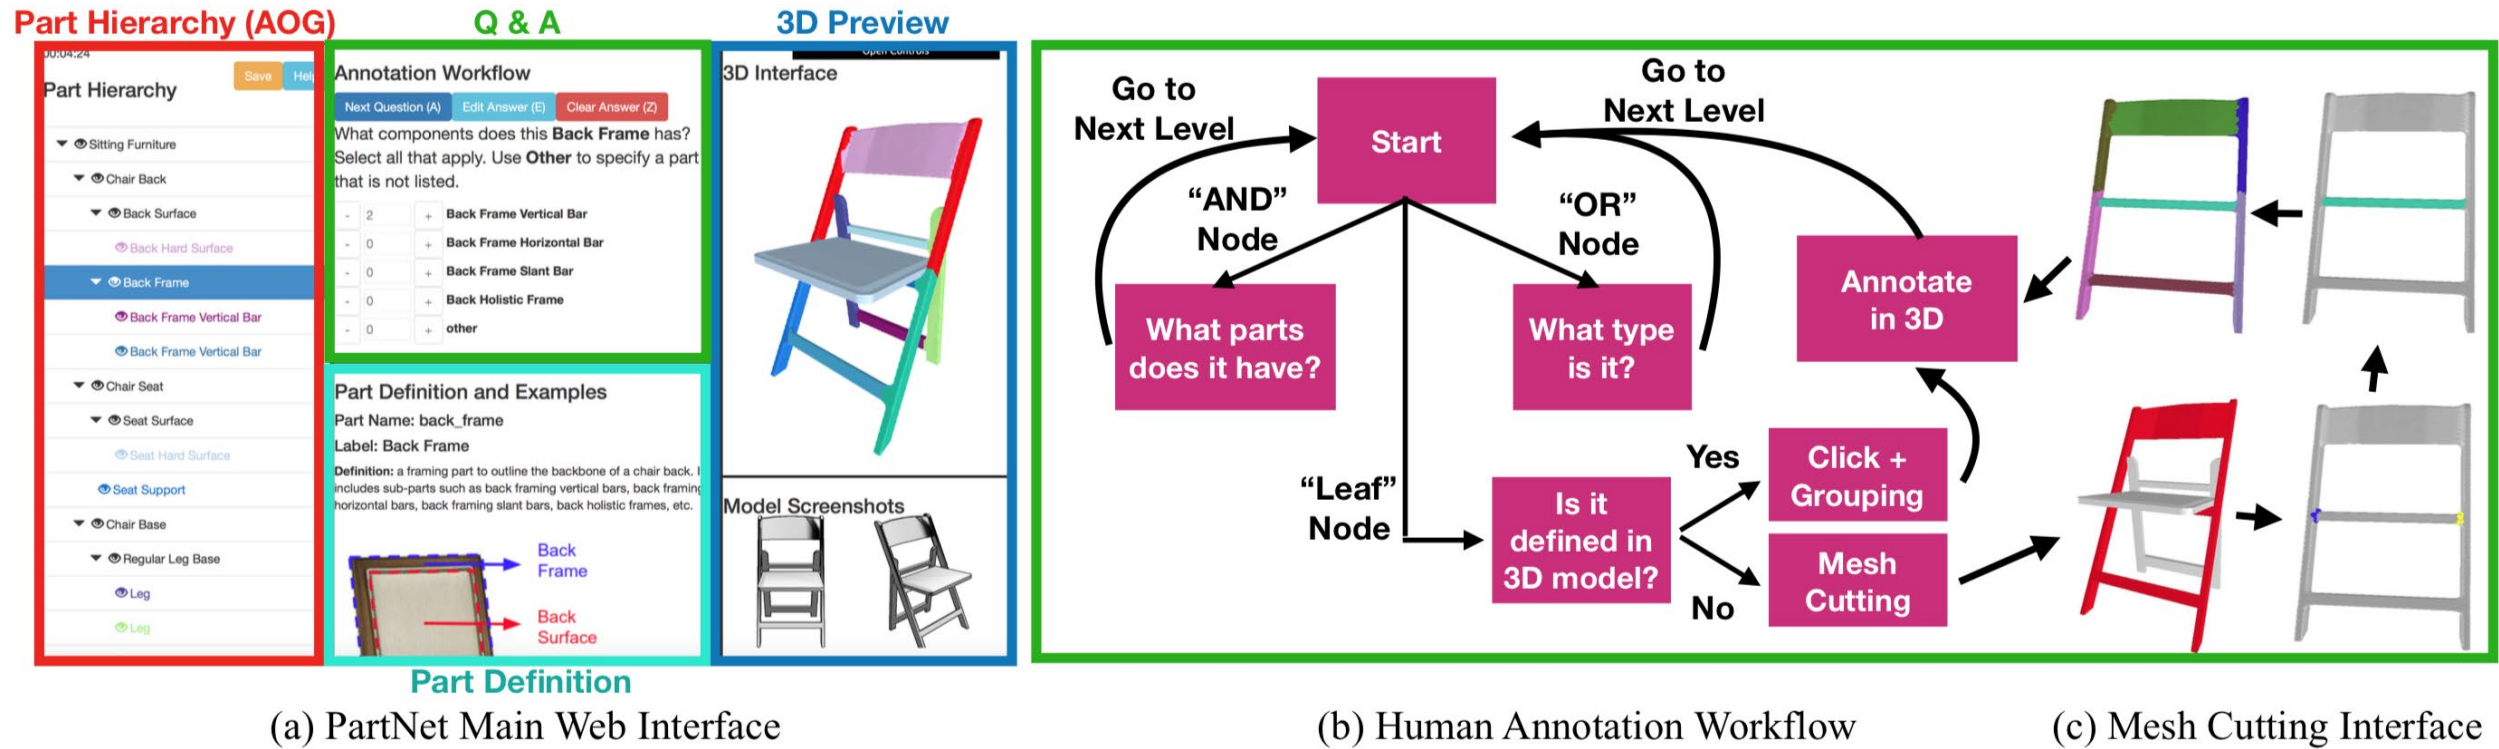 Part Hierarchy (AOG)
00:04:24
Save
Help
Part Hierarchy
Sitting Furniture
Chair Back
Back Surface
Back Hard Surface
Back Frame
Back Frame Vertical Bar
Back Frame Vertical Bar
Chair Seat
Seat Surface
Seat Hard Surface
Seat Support
Chair Base
Regular Leg Base
Leg
Leg
Q & A
Annotation Workflow
Next Question (A)
Edit Answer (E)
Clear Answer (Z)
What components does this Back Frame has?
Select all that apply. Use Other to specify a part
that is not listed.
- 2 + Back Frame Vertical Bar
- 0 + Back Frame Horizontal Bar
- 0 + Back Frame Slant Bar
- 0 + Back Holistic Frame
- 0 + other
Part Definition and Examples
Part Name: back_frame
Label: Back Frame
Definition: a framing part to outline the backbone of a chair back. I
includes sub-parts such as back framing vertical bars, back framing
horizontal bars, back framing slant bars, back holistic frames, etc.
Back
Frame
Back
Surface
Part Definition
3D Preview
Open Controls
3D Interface
Model Screenshots
(a) PartNet Main Web Interface
Go to
Next Level
Start
Go to
Next Level
"AND"
Node
"OR"
Node
What parts
does it have?
What type
is it?
Annotate
in 3D
"Leaf"
Node
Is it
defined in
3D model?
Yes
No
Click +
Grouping
Mesh
Cutting
(b) Human Annotation Workflow
(c) Mesh Cutting Interface